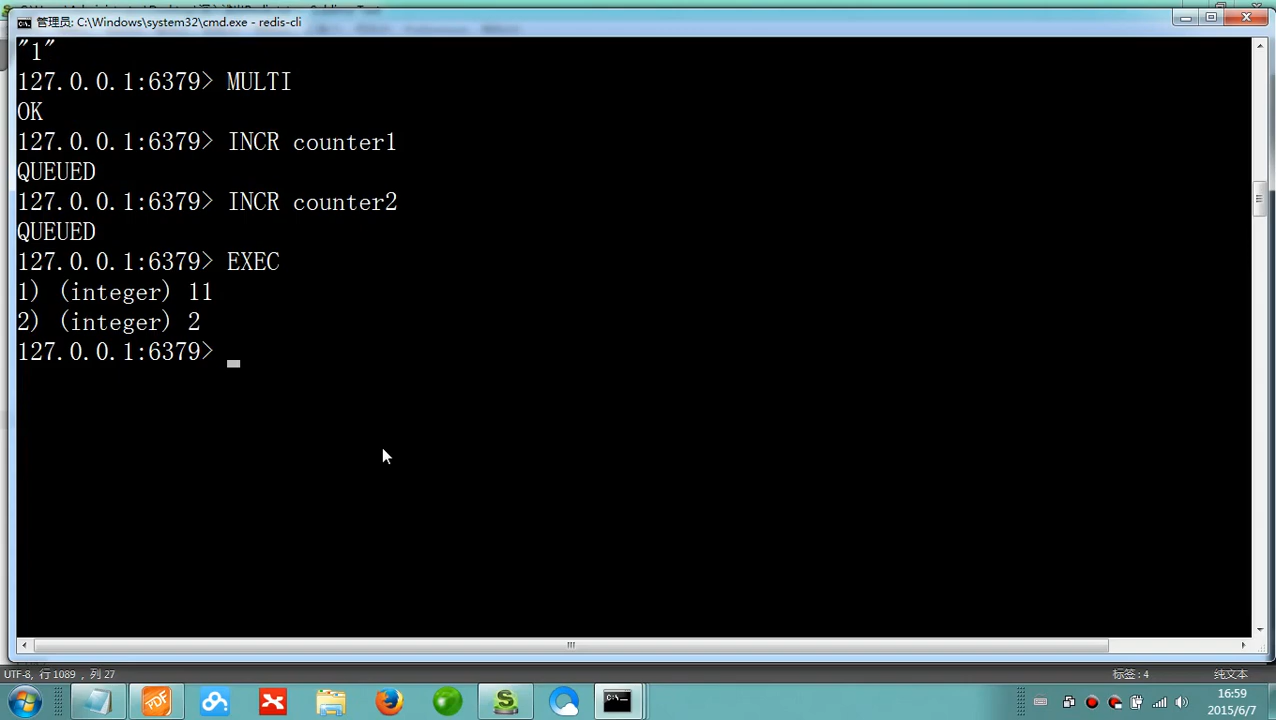 管理员: C:\Windows\system32\cmd.exe - redis-cli
"1"
127.0.0.1:6379> MULTI
OK
127.0.0.1:6379> INCR counter1
QUEUED
127.0.0.1:6379> INCR counter2
QUEUED
127.0.0.1:6379> EXEC
1) (integer) 11
2) (integer) 2
127.0.0.1:6379>
UTF-8, 行 1089 , 列 27
标签: 4
纯文本
PDF
C:\
16:59
2015/6/7